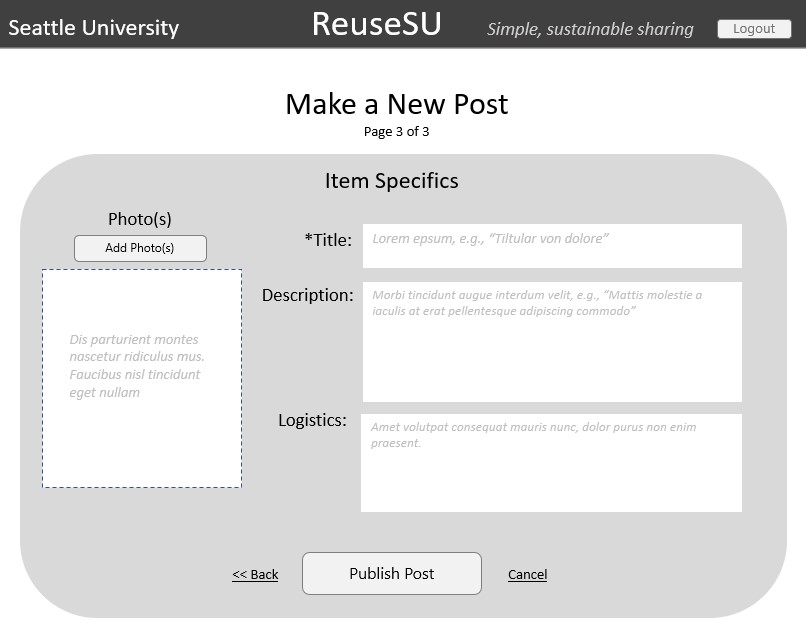 Seattle University
ReuseSU
Simple, sustainable sharing
Logout
Make a New Post
Page 3 of 3
Item Specifics
Photo(s)
Add Photo(s)
Dis parturient montes
nascetur ridiculus mus.
Faucibus nisl tincidunt
eget nullam
*Title:
Lorem epsum, e.g., “Tiltular von dolore”
Description:
Morbi tincidunt augue interdum velit, e.g., “Mattis molestie a
iaculis at erat pellentesque adipiscing commodo”
Logistics:
Amet volutpat consequat mauris nunc, dolor purus non enim
praesent.
<< Back
Publish Post
Cancel